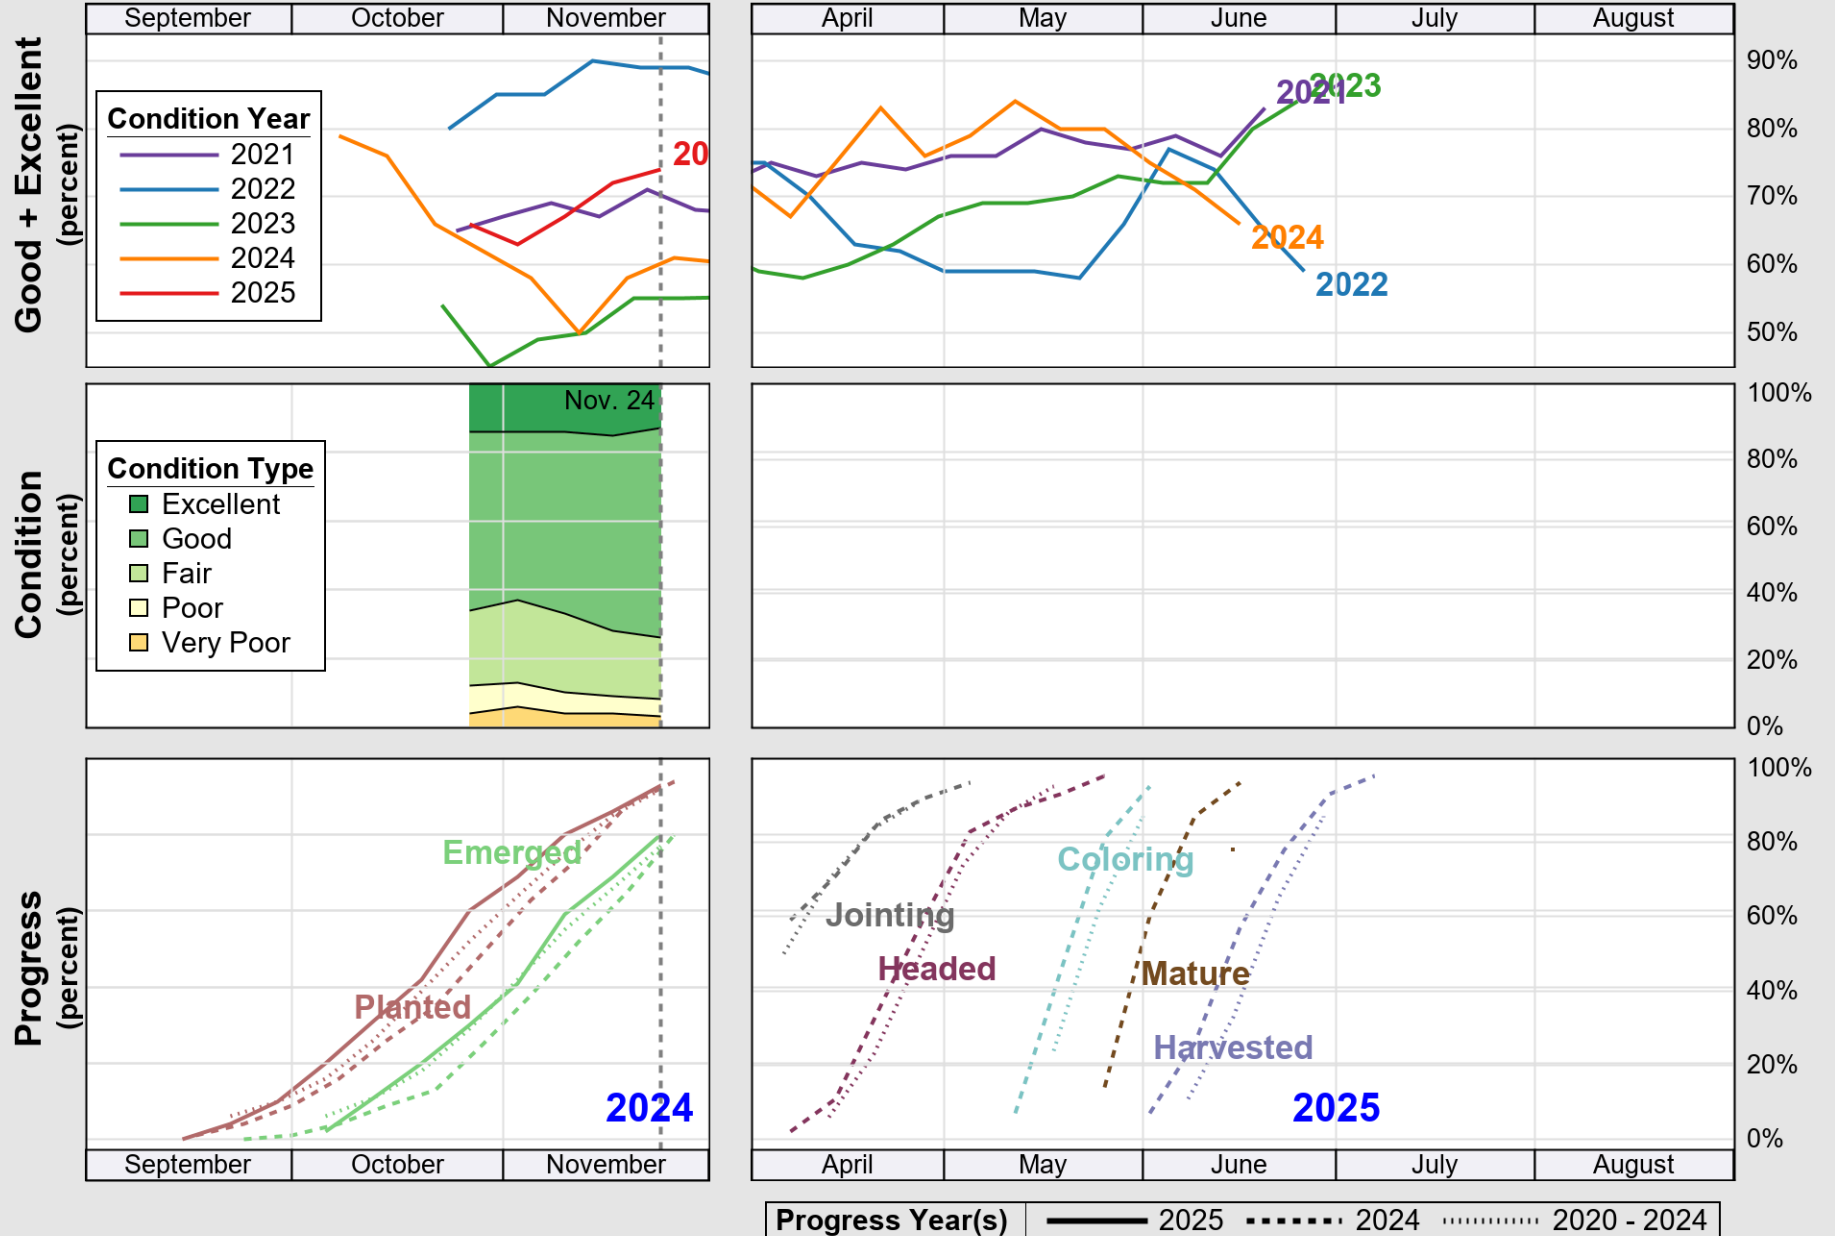 September October November April May June July August
Good + Excellent
(percent)
90%
80%
70%
60%
50%
Condition Year
2021
2022
2023
2024
2025
20
2021
2023
2024
2022
Condition
(percent)
100%
80%
60%
40%
20%
0%
Nov. 24
Condition Type
Excellent
Good
Fair
Poor
Very Poor
Progress
(percent)
100%
80%
60%
40%
20%
0%
Emerged
Planted
2024
Coloring
Jointing
Headed
Mature
Harvested
2025
September October November April May June July August
Progress Year(s) 2025 2024 2020 - 2024